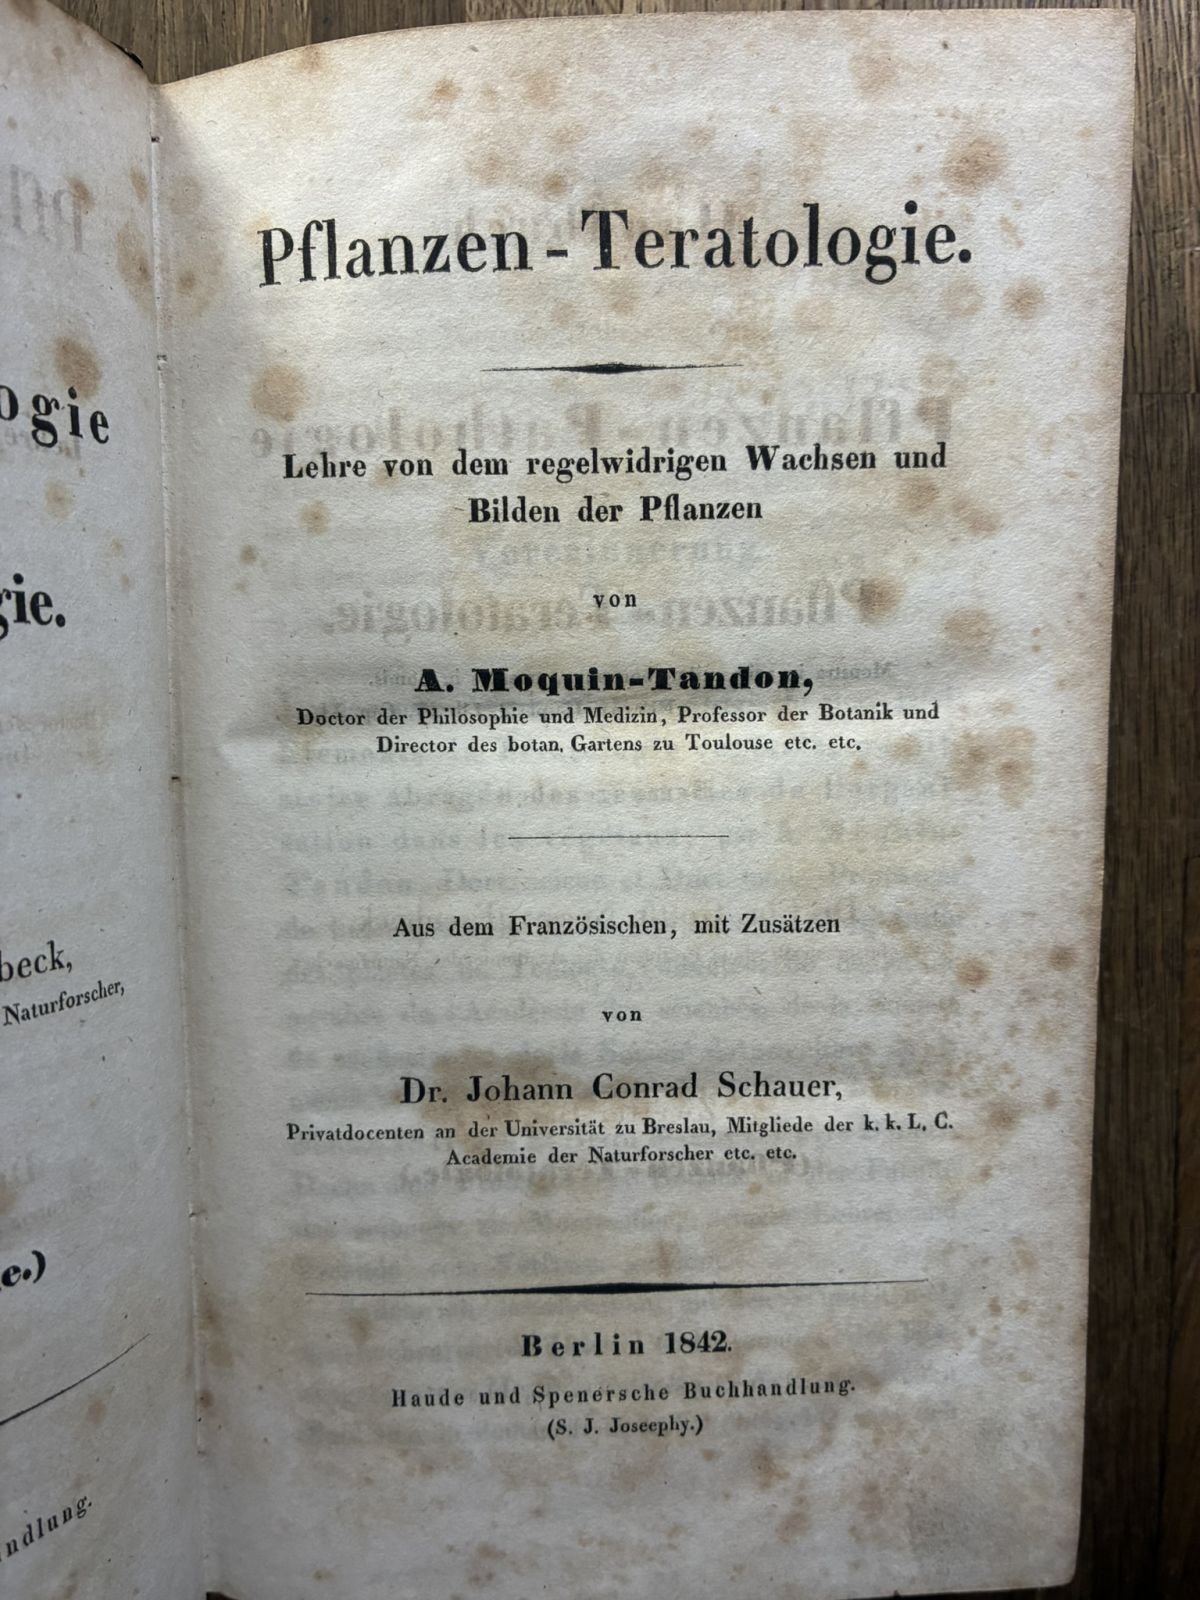 ogie
gie.
beck,
Naturforscher,
e.)
ndlung.
Pflanzen-Teratologie.
Lehre von dem regelwidrigen Wachsen und
Bilden der Pflanzen
von
A. Moquin-Tandon,
Doctor der Philosophie und Medizin, Professor der Botanik und
Director des botan. Gartens zu Toulouse etc. etc.
Aus dem Französischen, mit Zusätzen
von
Dr. Johann Conrad Schauer,
Privatdocenten an der Universität zu Breslau, Mitgliede der k. k. L. C.
Academie der Naturforscher etc. etc.
Berlin 1842.
Haude und Spenersche Buchhandlung.
(S. J. Joseephy.)